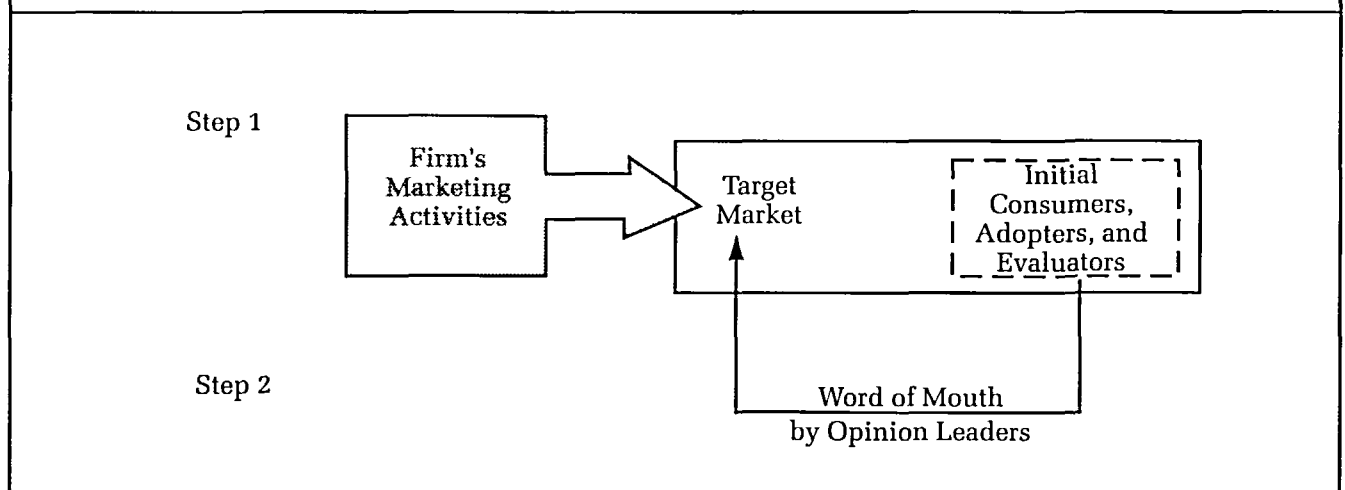 Step 1
Firm's
Marketing
Activities
Target
Market
Initial
Consumers,
Adopters, and
Evaluators
Step 2
Word of Mouth
by Opinion Leaders